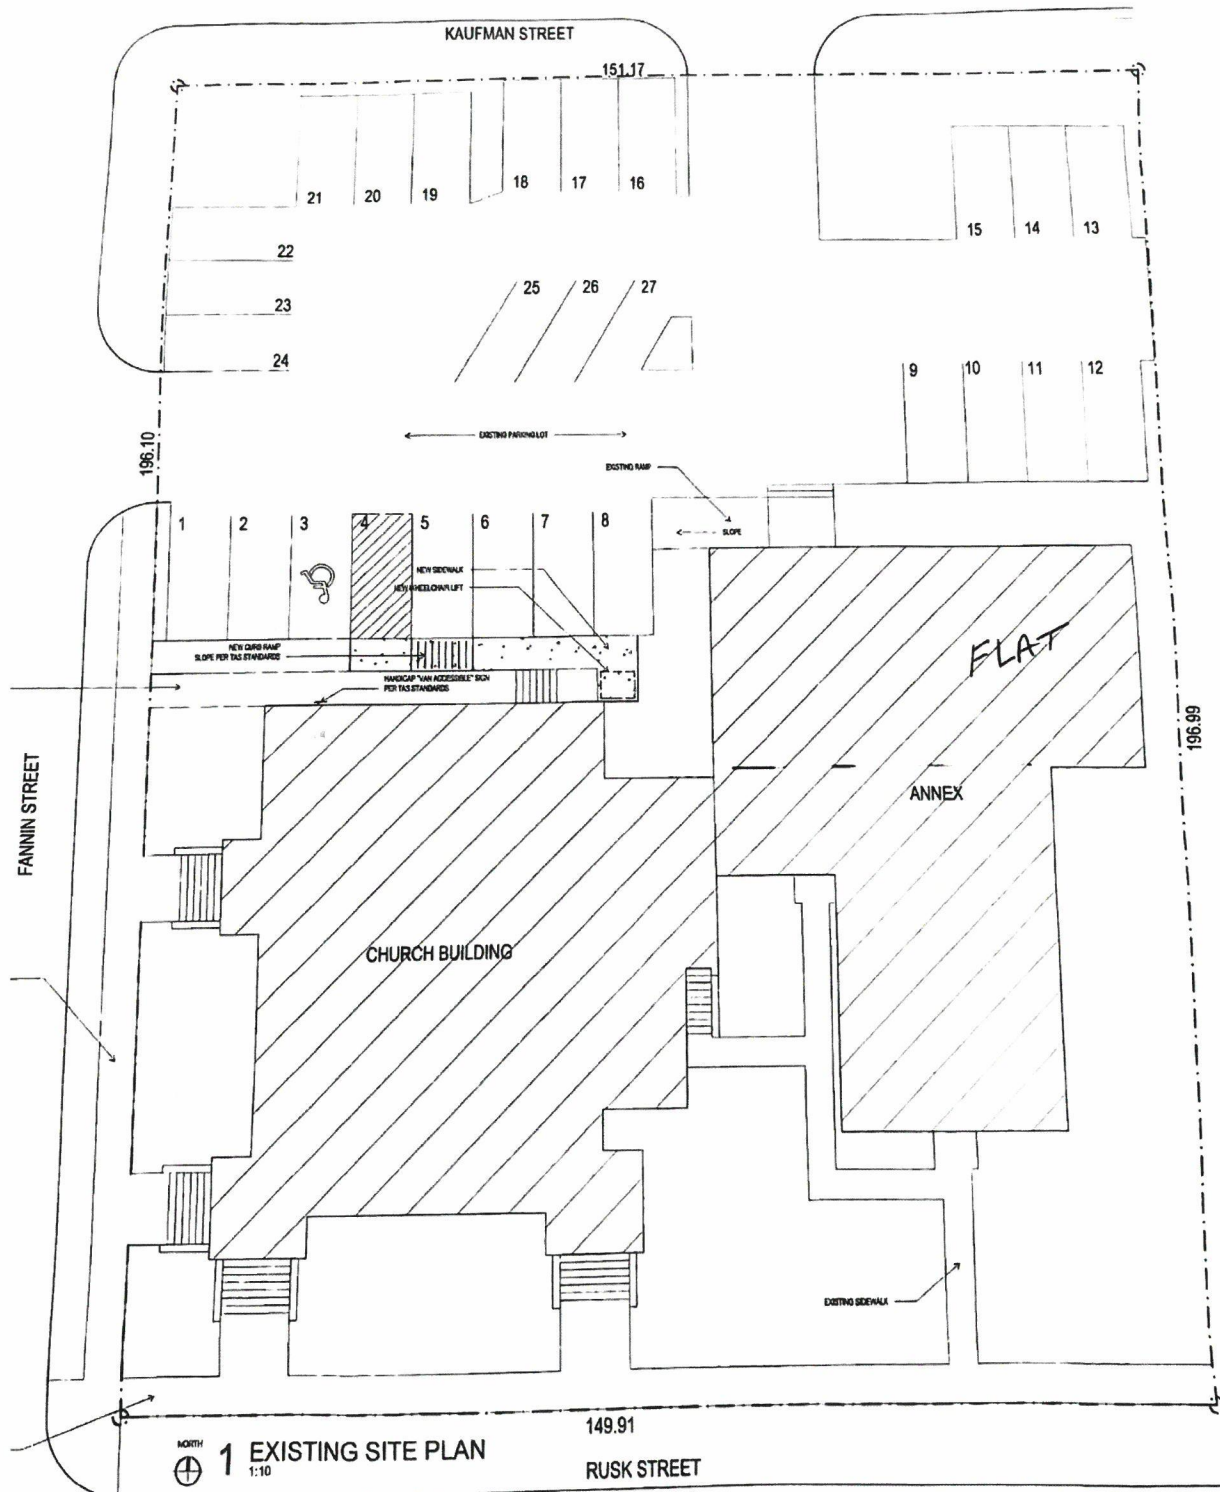 KAUFMAN STREET
151.17
21
20
19
18
17
16
15
14
13
22
23
24
25
26
27
9
10
11
12
196.10
EXISTING PARKING LOT
EXISTING RAMP
SLOPE
1
2
3
4
5
6
7
8
NEW SIDEWALK
NEW WHEELCHAIR LIFT
NEW CURB RAMP
SLOPE PER TAS STANDARDS
HANDICAP "VAN ACCESSIBLE" SIGN
PER TAS STANDARDS
FLAT
196.99
FANNIN STREET
ANNEX
CHURCH BUILDING
EXISTING SIDEWALK
149.91
NORTH
1 EXISTING SITE PLAN
1:10
RUSK STREET